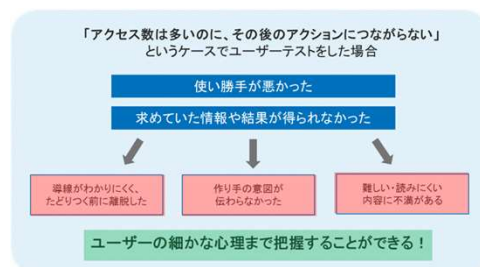 「アクセス数は多いのに、その後のアクションにつながらない」
というケースでユーザーテストをした場合
使い勝手が悪かった
求めていた情報や結果が得られなかった
導線がわかりにくく、
たどりつく前に離脱した
作り手の意図が
伝わらなかった
難しい・読みにくい
内容に不満がある
ユーザーの細かな心理まで把握することができる！